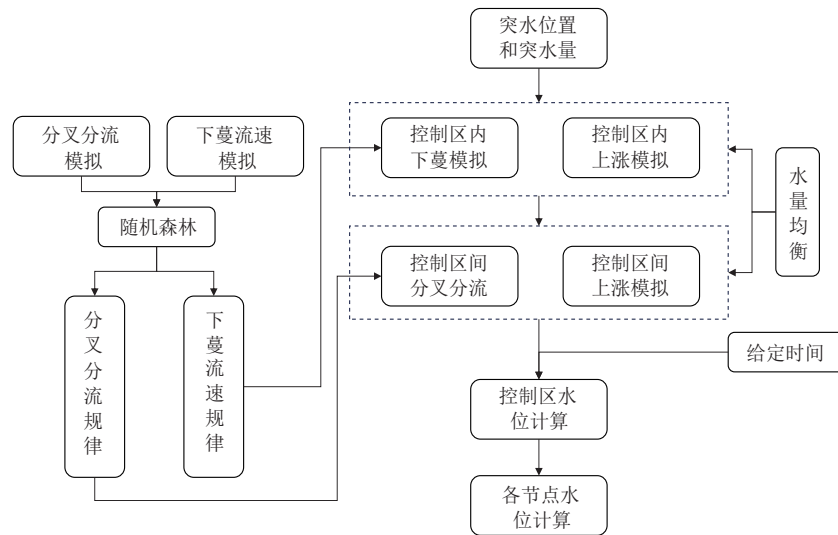 突水位置
和突水量
分叉分流
模拟
下蔓流速
模拟
控制区内
下蔓模拟
控制区内
上涨模拟
水量均衡
随机森林
控制区间
分叉分流
控制区间
上涨模拟
分叉分流规律
下蔓流速规律
给定时间
控制区水
位计算
各节点水
位计算